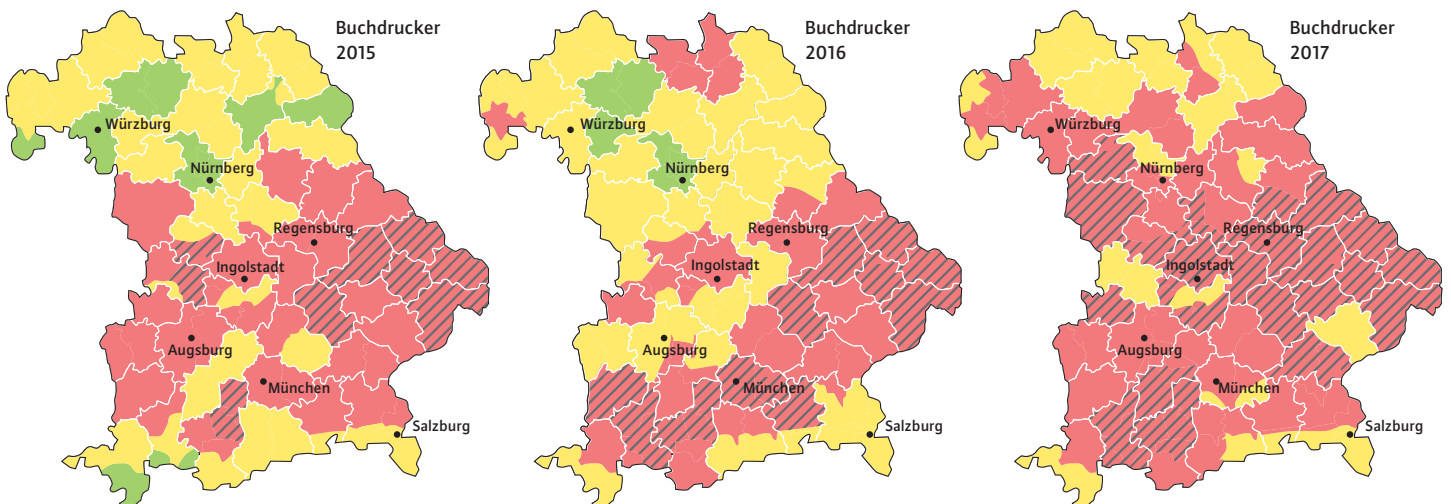 Buchdrucker
2015
Würzburg
Nürnberg
Regensburg
Ingolstadt
Augsburg
München
Salzburg
Buchdrucker
2016
Würzburg
Nürnberg
Regensburg
Ingolstadt
Augsburg
München
Salzburg
Buchdrucker
2017
Würzburg
Nürnberg
Regensburg
Ingolstadt
Augsburg
München
Salzburg